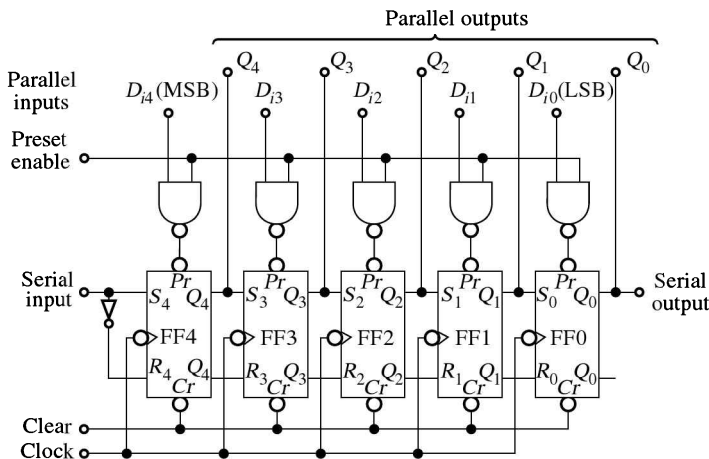 Parallel outputs
Q4 Q3 Q2 Q1 Q0
Parallel inputs
Di4(MSB) Di3 Di2 Di1 Di0(LSB)
Preset enable
Pr Pr Pr Pr Pr
Serial input
S4 Q4 S3 Q3 S2 Q2 S1 Q1 S0 Q0
Serial output
FF4 FF3 FF2 FF1 FF0
R4 Q4 R3 Q3 R2 Q2 R1 Q1 R0 Q0
Cr Cr Cr Cr Cr
Clear
Clock